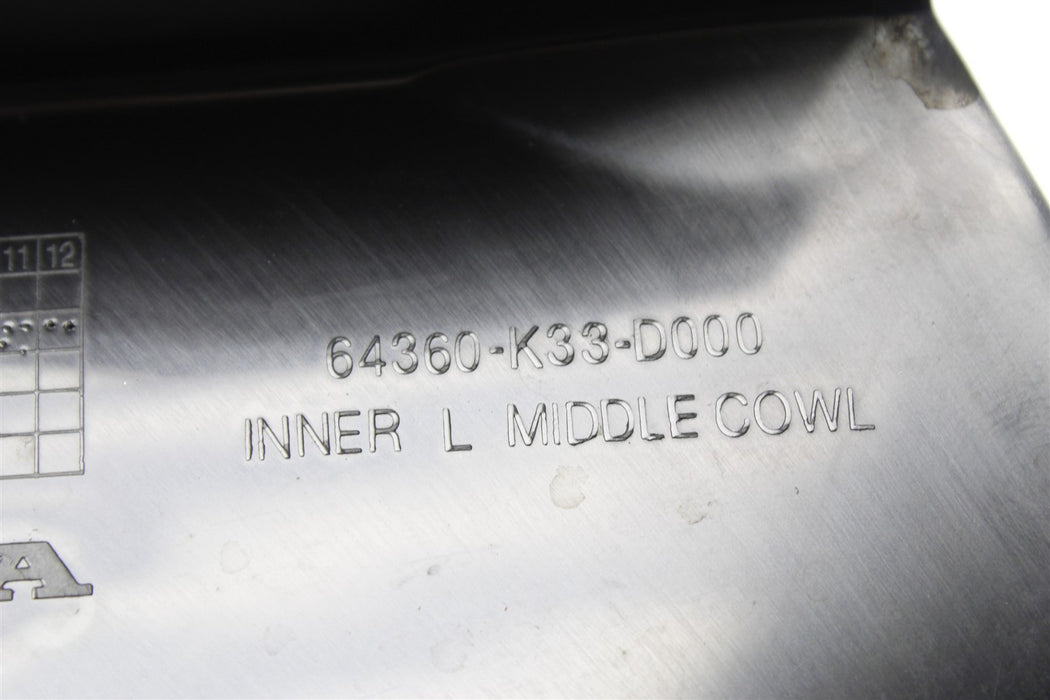 11 12
64360-K33-D000
INNER L MIDDLE COWL
A